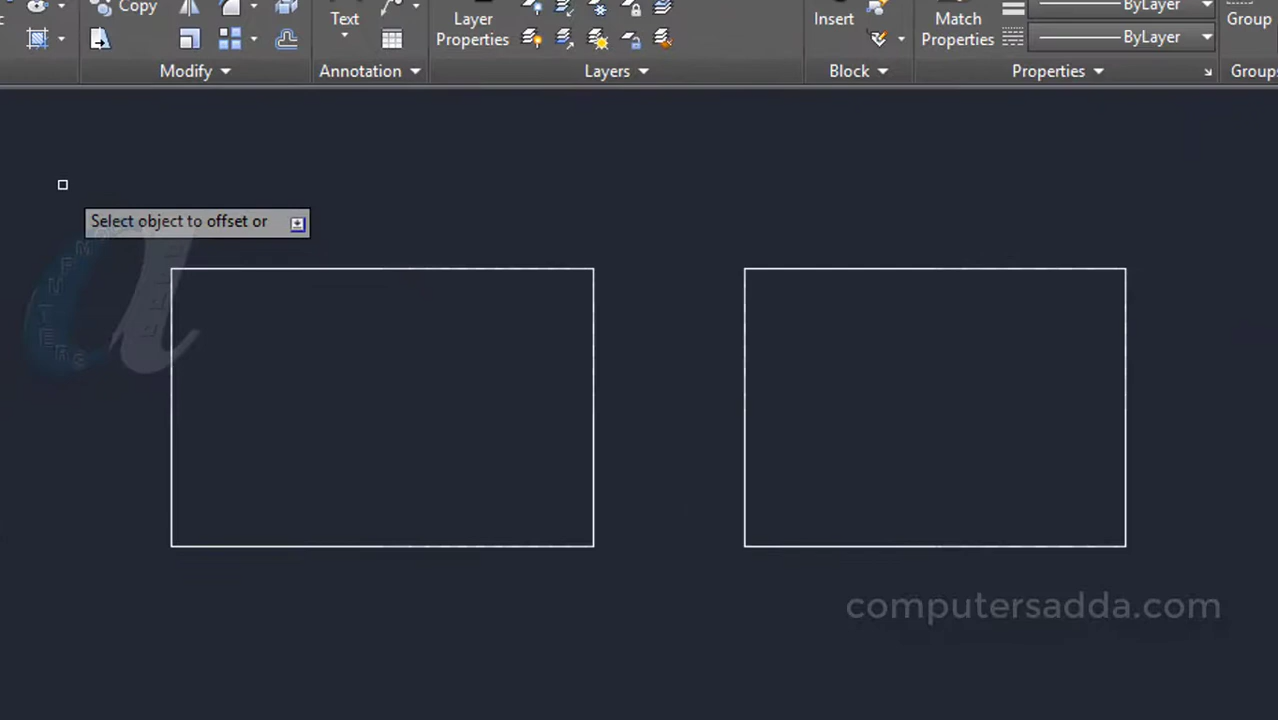 Copy
Text
Layer
Properties
Insert
Match
Properties
ByLayer
ByLayer
Group
Modify
Annotation
Layers
Block
Properties
Groups
Select object to offset or
a
computersadda.com